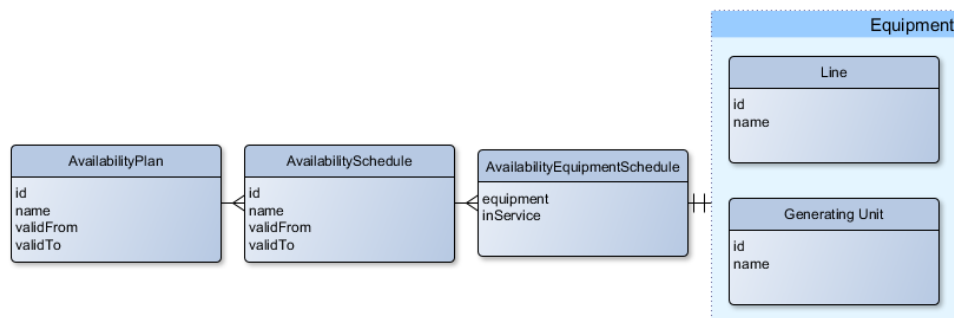 Equipment
Line
id
name
AvailabilityPlan
id
name
validFrom
validTo
AvailabilitySchedule
id
name
validFrom
validTo
AvailabilityEquipmentSchedule
equipment
inService
Generating Unit
id
name